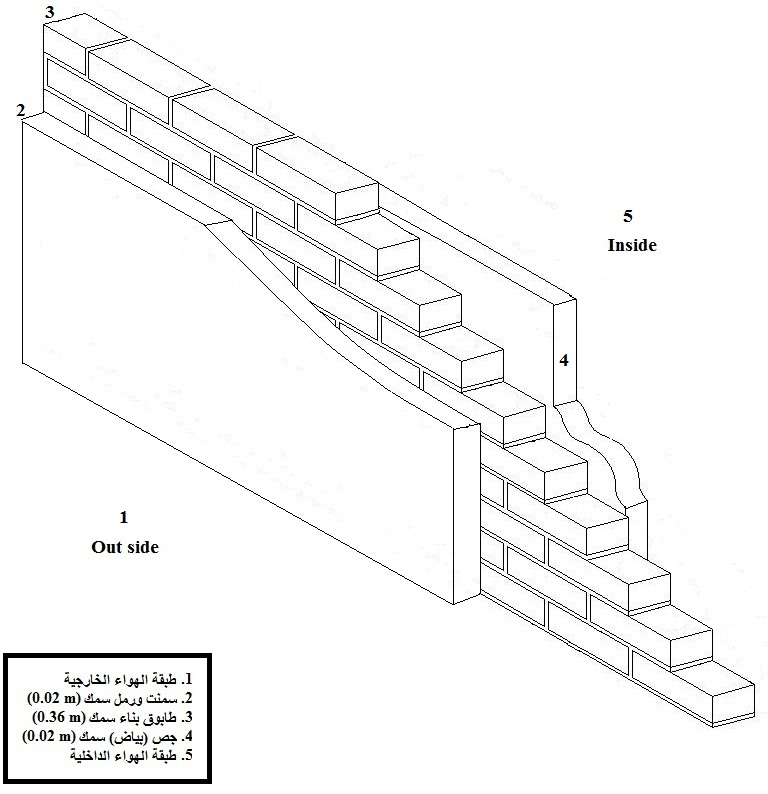 3
2
5
Inside
4
1
Out side
1. طبقة الهواء الخارجية
2. سمنت ورمل سمك (0.02 m)
3. طابوق بناء سمك (0.36 m)
4. جص (بياض) سمك (0.02 m)
5. طبقة الهواء الداخلية